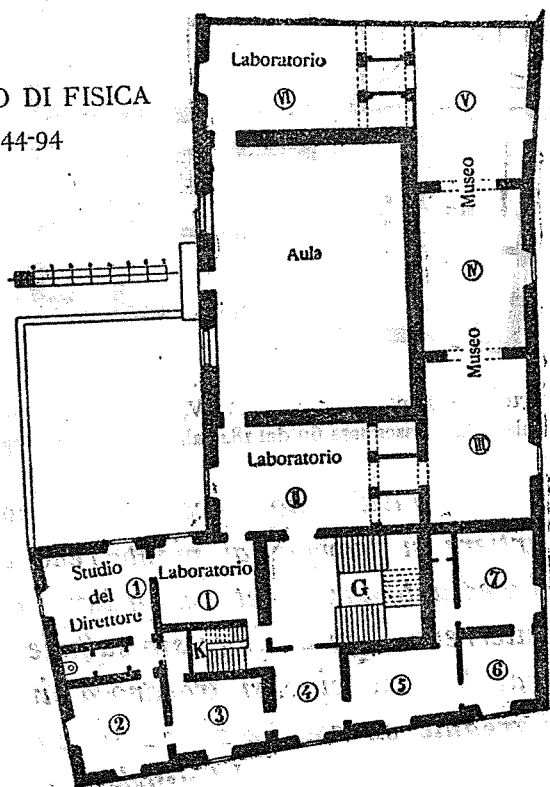 O DI FISICA
44-94
Laboratorio
VI
V
Museo
Aula
IV
Museo
Laboratorio
II
III
Studio
del
Direttore
1
Laboratorio
I
G
7
K
2
3
4
5
6